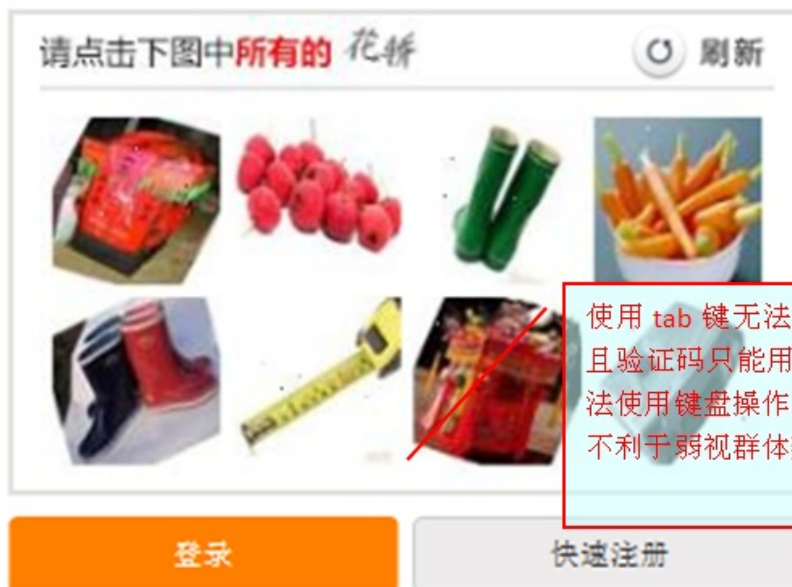 请点击下图中所有的 花轿
刷新
使用 tab 键无法
且验证码只能用
法使用键盘操作
不利于弱视群体
登录
快速注册